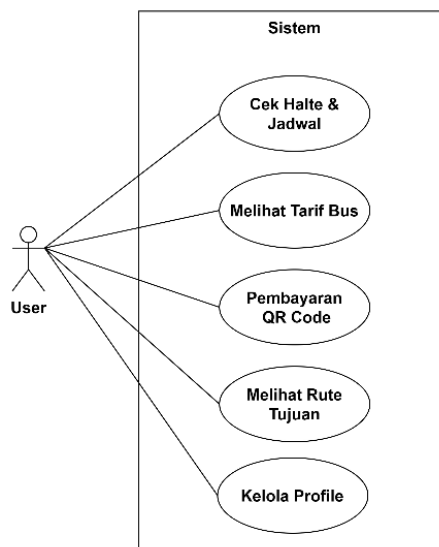 Sistem
Cek Halte &
Jadwal
Melihat Tarif Bus
User
Pembayaran
QR Code
Melihat Rute
Tujuan
Kelola Profile